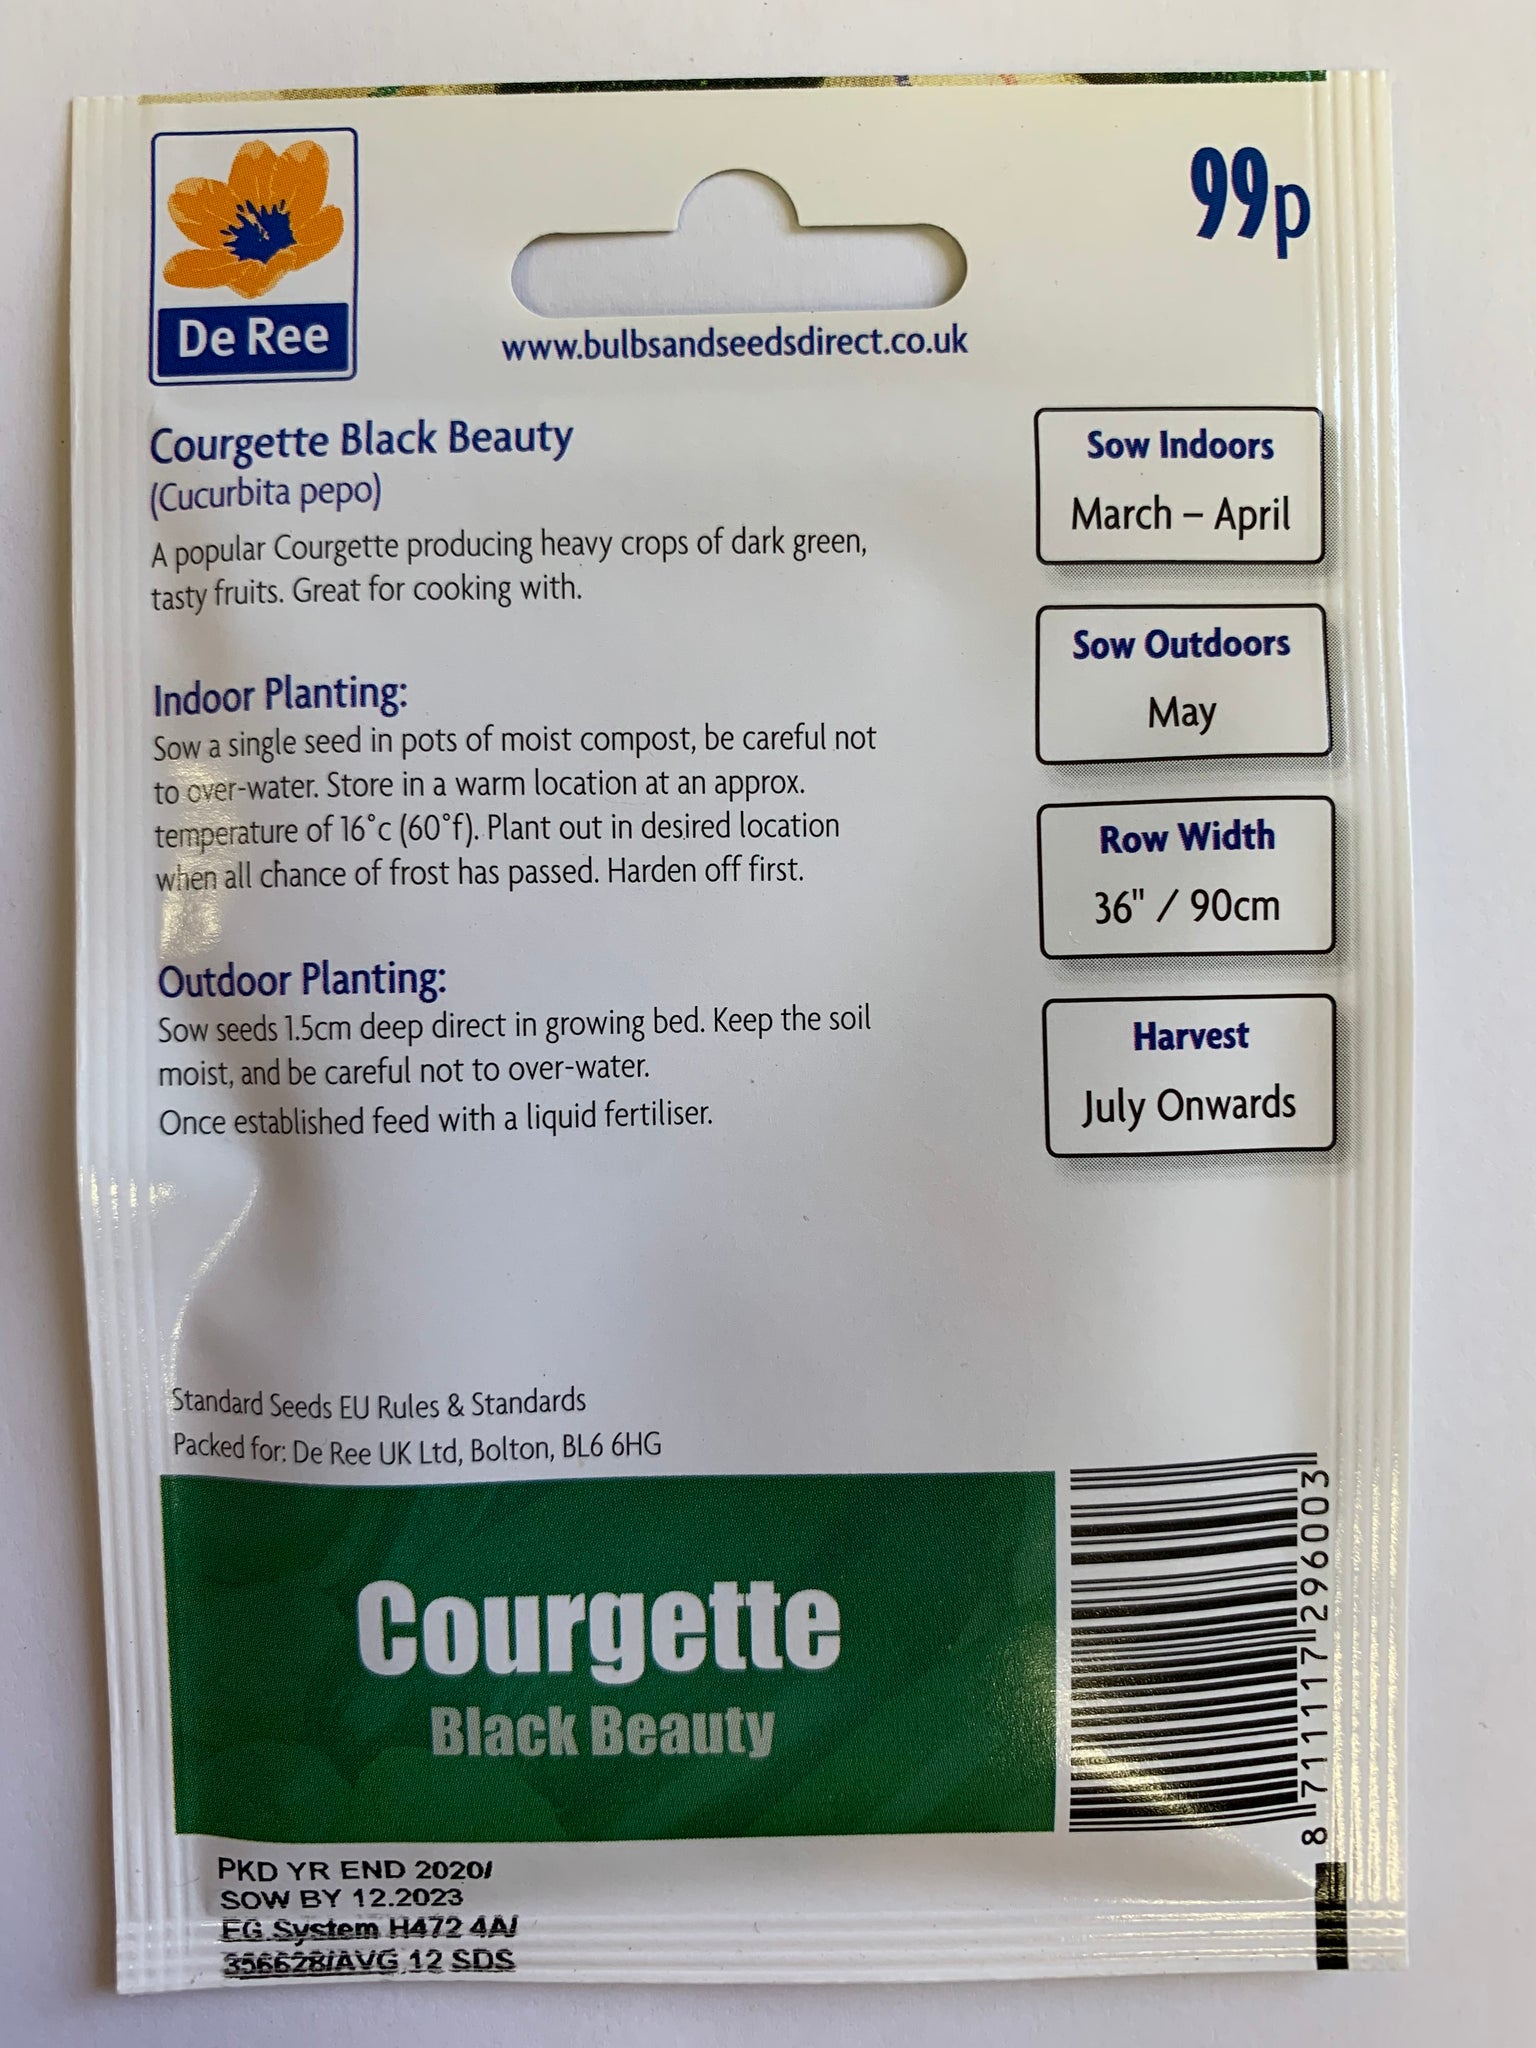 99p
De Ree
www.bulbsandseedsdirect.co.uk
Courgette Black Beauty
(Cucurbita pepo)
A popular Courgette producing heavy crops of dark green,
tasty fruits. Great for cooking with.
Indoor Planting:
Sow a single seed in pots of moist compost, be careful not
to over-water. Store in a warm location at an approx.
temperature of 16°c (60°f). Plant out in desired location
when all chance of frost has passed. Harden off first.
Outdoor Planting:
Sow seeds 1.5cm deep direct in growing bed. Keep the soil
moist, and be careful not to over-water.
Once established feed with a liquid fertiliser.
Sow Indoors
March – April
Sow Outdoors
May
Row Width
36" / 90cm
Harvest
July Onwards
Standard Seeds EU Rules & Standards
Packed for: De Ree UK Ltd, Bolton, BL6 6HG
Courgette
Black Beauty
8 711117 296003
PKD YR END 2020/
SOW BY 12.2023
EG System H472 4A/
356628/AVG 12 SDS